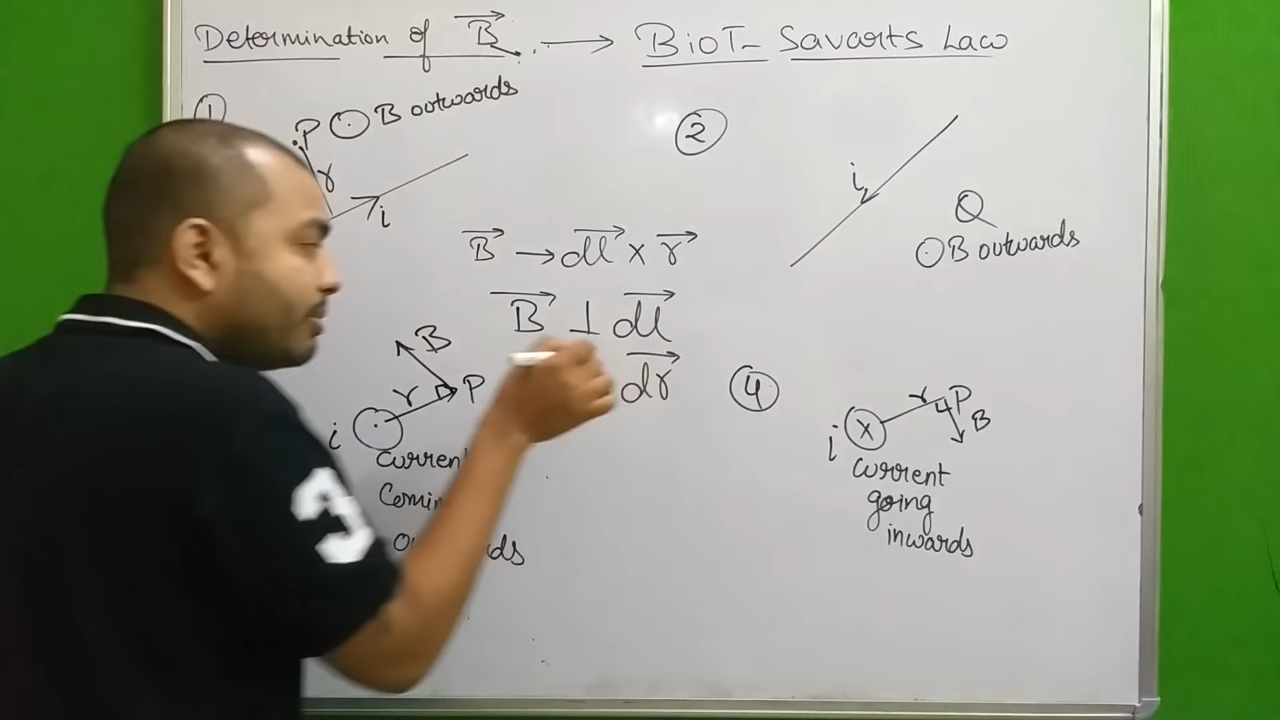 Determination of B → BioT- Savarts Law
1
P ⊙ B outwards
r
i
2
i
Q
⊙ B outwards
B → dl x r
B ⊥ dl
dr
B
r
P
i ⊙
Current
Comin
ds
4
r P
B
i
x
Current
going
inwards
3